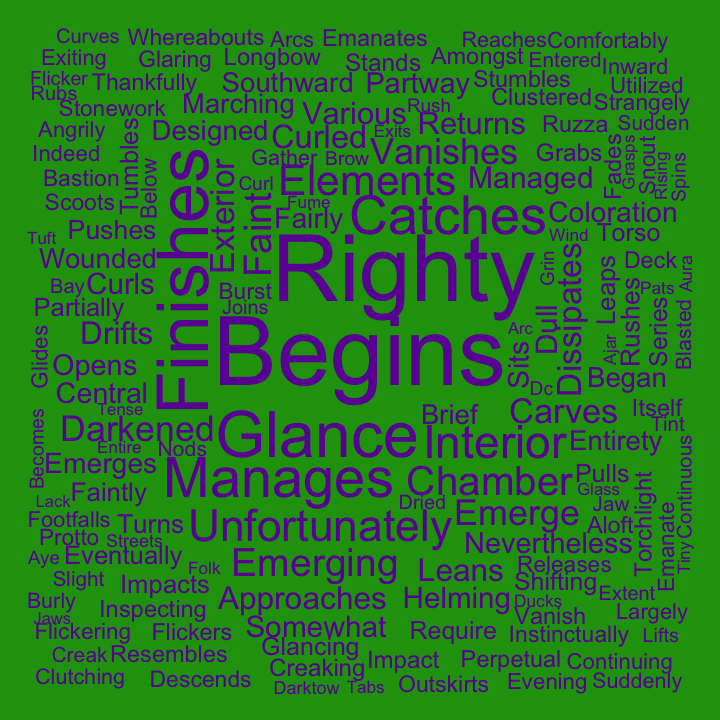 Curves Whereabouts Arcs Emanates Reaches Comfortably
Exiting Glaring Longbow Stands Amongst Entered Inward
Flicker Thankfully Southward Partway Stumbles Utilized
Rubs Stonework Marching Various Rush Clustered Strangely
Angrily Tumbles Designed Curled Exits Returns Ruzza Sudden
Indeed Below Gather Brow Vanishes Grabs Fades Grasps Snout Rising Spins
Bastion Exterior Faint Curl Elements Managed
Scoots Fume Catches Coloration
Tuft Pushes Finishes Fairly Wind Torso
Wounded Righty Grin Deck Aura
Bay Curls Burst Dissipates Leaps Rushes Series Pats Blasted
Partially Joins Begins Dull Ajar
Glides Drifts Arc Sits
Opens Dc Began
Central Tense Brief Carves Itself
Becomes Darkened Glance Interior Entirety Tint
Entire Nods
Emerges Manages Chamber Pulls Continuous
Lack Faintly Dried Glass Jaw Torchlight
Footfalls Turns Unfortunately Emerge Aloft
Protto Streets Nevertheless Tiny Emanate
Aye Eventually Folk Emerging Leans Releases
Slight Impacts Shifting Extent
Burly Inspecting Approaches Helming Ducks Vanish Largely
Jaws Flickering Flickers Somewhat Require Instinctually Lifts
Creak Resembles Glancing Impact Perpetual Continuing
Clutching Descends Creaking Outskirts Evening Suddenly
Darktow Tabs